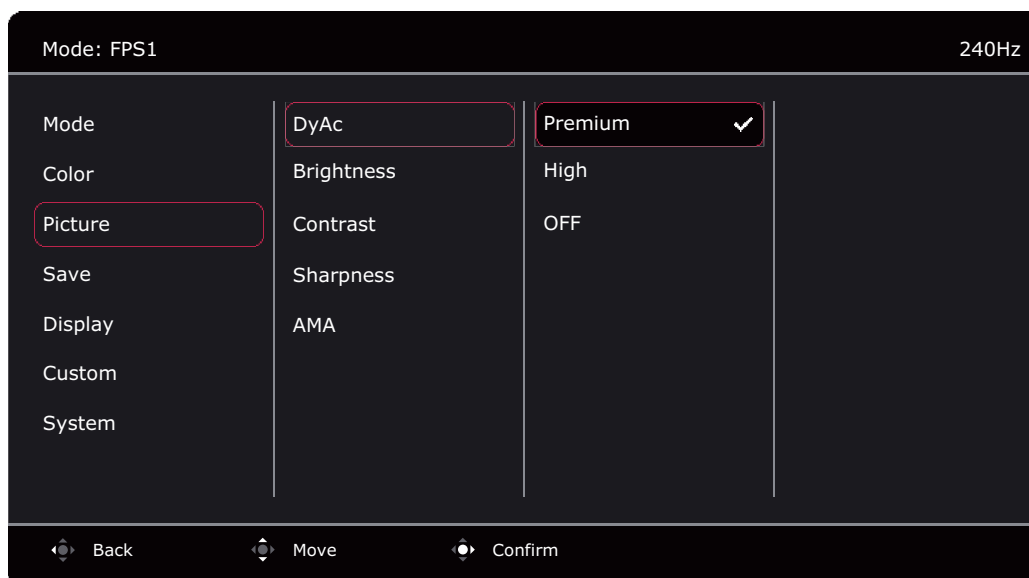 Mode: FPS1
240Hz
Mode
Color
Picture
Save
Display
Custom
System
DyAc
Brightness
Contrast
Sharpness
AMA
Premium
High
OFF
Back
Move
Confirm